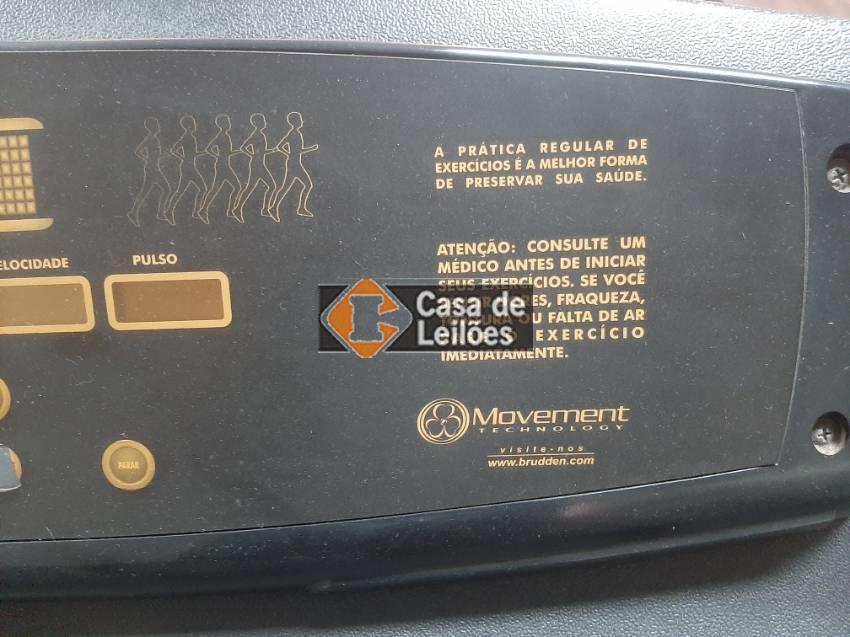 A PRÁTICA REGULAR DE
EXERCÍCIOS É A MELHOR FORMA
DE PRESERVAR SUA SAÚDE.
ELOCIDADE
PULSO
ATENÇÃO: CONSULTE UM
MÉDICO ANTES DE INICIAR
SEUS EXERCÍCIOS. SE VOCÊ
FRAQUEZA,
OU FALTA DE AR
EXERCÍCIO
IMEDIATAMENTE.
Casa de
Leilões
Movement
TECHNOLOGY
visite-nos
www.brudden.com
PARAR